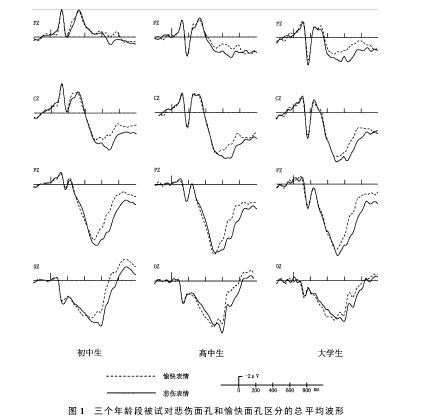 FZ FZ FZ
CZ CZ CZ
PZ PZ PZ
OZ OZ OZ
初中生 高中生 大学生
愉快表情
悲伤表情
-2μV
0 200 400 600 800 ms
图 1 三个年龄段被试对悲伤面孔和愉快面孔区分的总平均波形